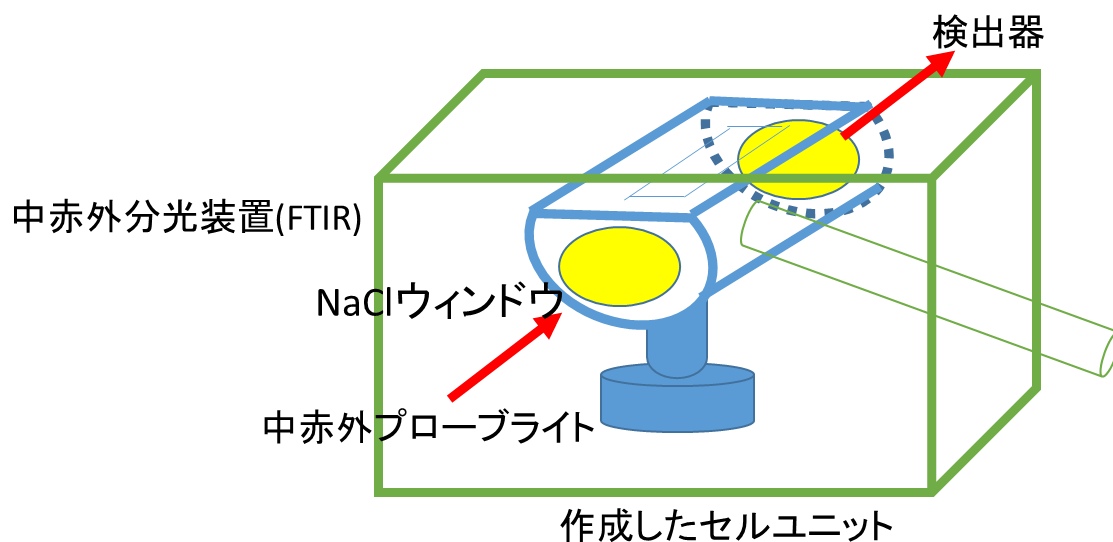 検出器
中赤外分光装置(FTIR)
NaClウィンドウ
中赤外プローブライト
作成したセルユニット